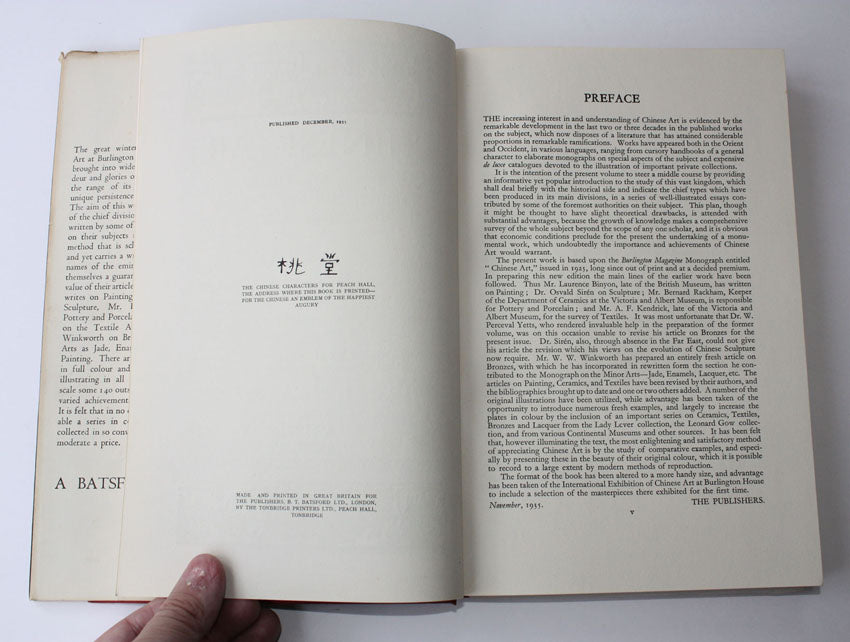 The great winte
Art at Burlington
brought into wide
deur and glories o
the range of its
unique persistence
The aim of this w
of the chief divisio
written by some of
on their subjects
method that is scl
and yet carries a w
names of the emin
themselves a guaran
value of their article
writes on Painting
Sculpture, Mr. 
Pottery and Porcela
on the Textile A
Winkworth on Br
Arts as Jade, Ena
Painting. There ar
in full colour and
illustrating in all
scale some 140 outs
varied achievement
It is felt that in no
able a series in c
collected in so conv
moderate a price.
A BATSF
PUBLISHED DECEMBER, 1935
桃 堂
THE CHINESE CHARACTERS FOR PEACH HALL,
THE ADDRESS WHERE THIS BOOK IS PRINTED—
FOR THE CHINESE AN EMBLEM OF THE HAPPIEST
AUGURY
MADE AND PRINTED IN GREAT BRITAIN FOR
THE PUBLISHERS, B. T. BATSFORD LTD., LONDON,
BY THE TONBRIDGE PRINTERS LTD., PEACH HALL,
TONBRIDGE
PREFACE
THE increasing interest in and understanding of Chinese Art is evidenced by the
remarkable development in the last two or three decades in the published works
on the subject, which now disposes of a literature that has attained considerable
proportions in remarkable ramifications. Works have appeared both in the Orient
and Occident, in various languages, ranging from cursory handbooks of a general
character to elaborate monographs on special aspects of the subject and expensive
de luxe catalogues devoted to the illustration of important private collections.
It is the intention of the present volume to steer a middle course by providing
an informative yet popular introduction to the study of this vast kingdom, which
shall deal briefly with the historical side and indicate the chief types which have
been produced in its main divisions, in a series of well-illustrated essays con-
tributed by some of the foremost authorities on their subject. This plan, though
it might be thought to have slight theoretical drawbacks, is attended with
substantial advantages, because the growth of knowledge makes a comprehensive
survey of the whole subject beyond the scope of any one scholar, and it is obvious
that economic conditions preclude for the present the undertaking of a monu-
mental work, which undoubtedly the importance and achievements of Chinese
Art would warrant.
The present work is based upon the Burlington Magazine Monograph entitled
“ Chinese Art,” issued in 1925, long since out of print and at a decided premium.
In preparing this new edition the main lines of the earlier work have been
followed. Thus Mr. Laurence Binyon, late of the British Museum, has written
on Painting ; Dr. Osvald Sirén on Sculpture ; Mr. Bernard Rackham, Keeper
of the Department of Ceramics at the Victoria and Albert Museum, is responsible
for Pottery and Porcelain ; and Mr. A. F. Kendrick, late of the Victoria and
Albert Museum, for the survey of Textiles. It was most unfortunate that Dr. W.
Perceval Yetts, who rendered invaluable help in the preparation of the former
volume, was on this occasion unable to revise his article on Bronzes for the
present issue. Dr. Sirén, also, through absence in the Far East, could not give
his article the revision which his views on the evolution of Chinese Sculpture
now require. Mr. W. W. Winkworth has prepared an entirely fresh article on
Bronzes, with which he has incorporated in rewritten form the section he con-
tributed to the Monograph on the Minor Arts—Jade, Enamels, Lacquer, etc. The
articles on Painting, Ceramics, and Textiles have been revised by their authors, and
the bibliographies brought up to date and one or two others added. A number of the
original illustrations have been utilized, while advantage has been taken of the
opportunity to introduce numerous fresh examples, and largely to increase the
plates in colour by the inclusion of an important series on Ceramics, Textiles,
Bronzes and Lacquer from the Lady Lever collection, the Leonard Gow collec-
tion, and from various Continental Museums and other sources. It has been felt
that, however illuminating the text, the most enlightening and satisfactory method
of appreciating Chinese Art is by the study of comparative examples, and especi-
ally by presenting these in the beauty of their original colour, which it is possible
to record to a large extent by modern methods of reproduction.
The format of the book has been altered to a more handy size, and advantage
has been taken of the International Exhibition of Chinese Art at Burlington House
to include a selection of the masterpieces there exhibited for the first time.
THE PUBLISHERS.
November, 1935.
v